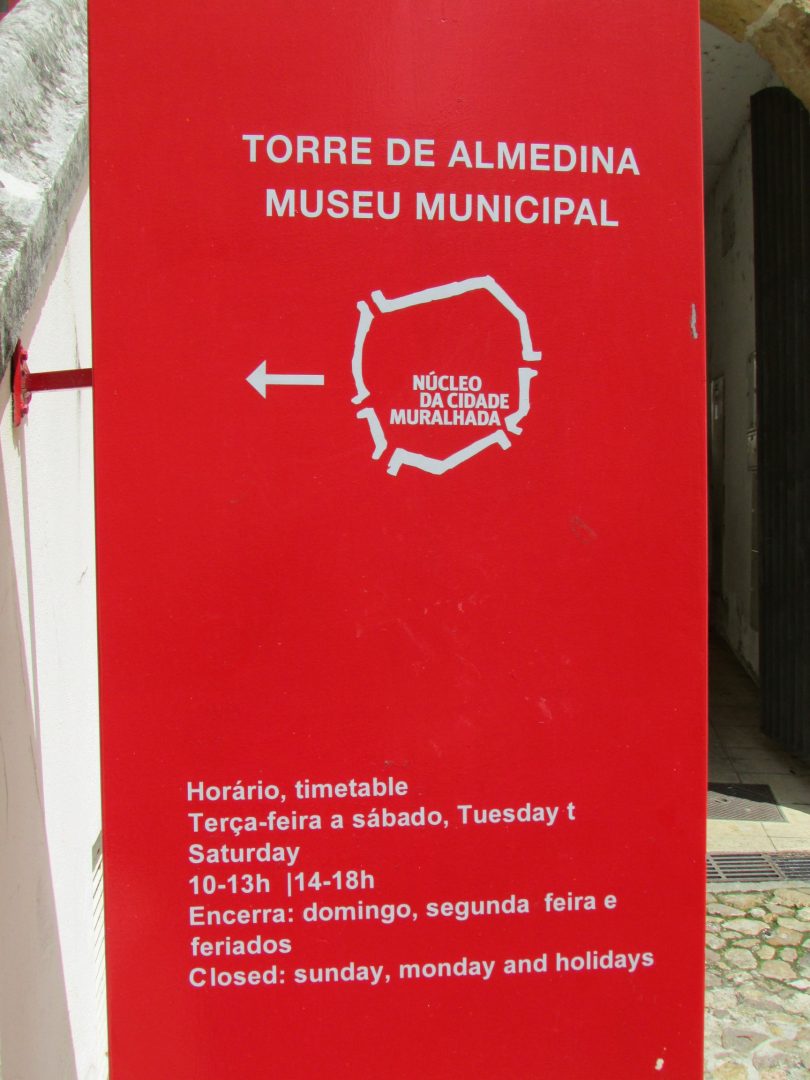 TORRE DE ALMEDINA
MUSEU MUNICIPAL
NÚCLEO
DA CIDADE
MURALHADA
Horário, timetable
Terça-feira a sábado, Tuesday t
Saturday
10-13h |14-18h
Encerra: domingo, segunda feira e
feriados
Closed: sunday, monday and holidays